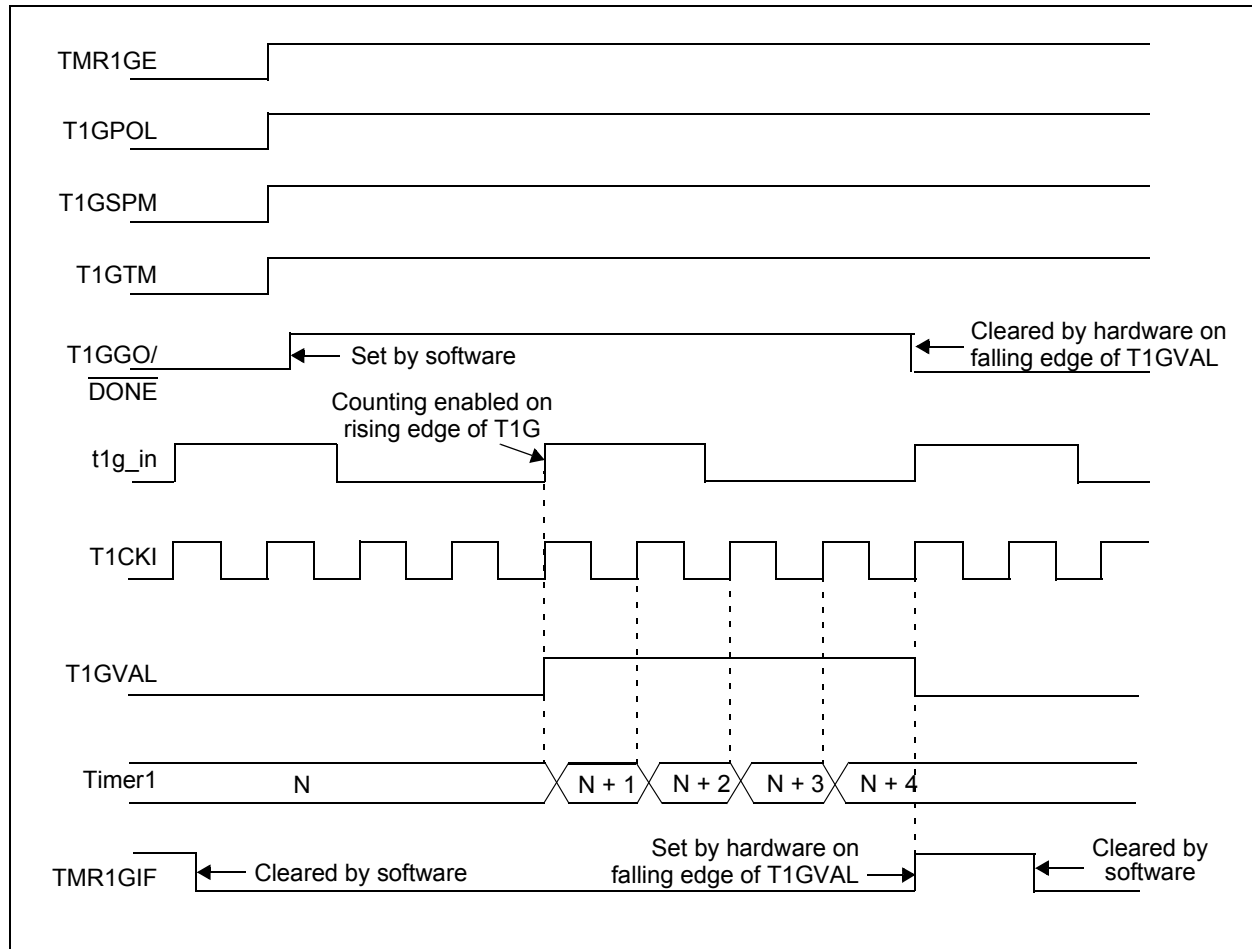 TMR1GE
T1GPOL
T1GSPM
T1GTM
T1GGO/
DONE
Set by software
Cleared by hardware on
falling edge of T1GVAL
Counting enabled on
rising edge of T1G
t1g_in
T1CKI
T1GVAL
Timer1
N
N + 1
N + 2
N + 3
N + 4
TMR1GIF
Cleared by software
Set by hardware on
falling edge of T1GVAL
Cleared by
software